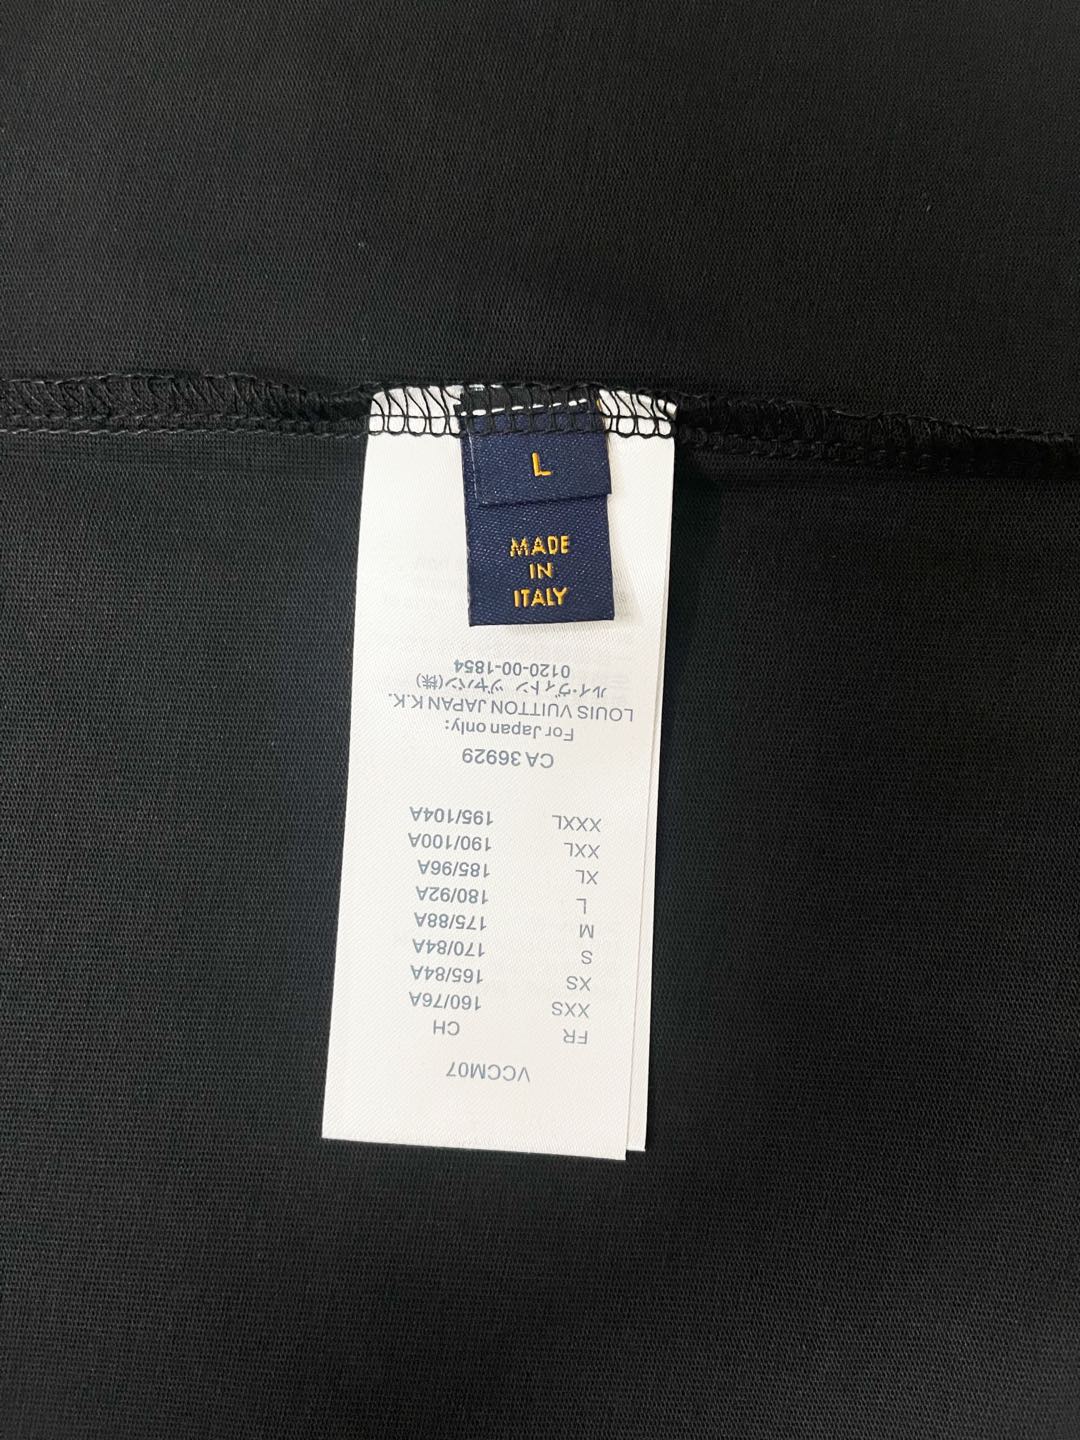 L
MADE
IN
ITALY
VCCM07
FR CH
XXS 160/76A
XS 165/84A
S 170/84A
M 175/88A
L 180/92A
XL 185/96A
XXL 190/100A
XXXL 195/104A
CA 36929
For Japan only:
LOUIS VUITTON JAPAN K.K.
ルイ・ヴィトン ジャパン(株)
0120-00-1854